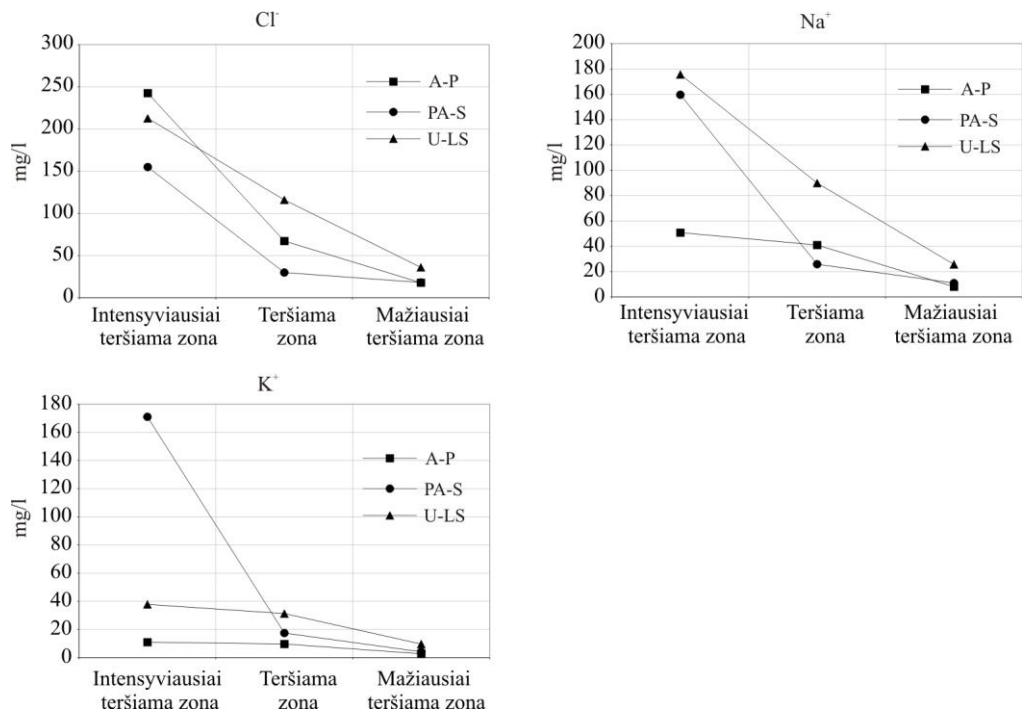 Cl⁻
300
250
200
150
100
50
0
mg/l
A-P
PA-S
U-LS
Intensyviausiai
teršiama zona
Teršiama
zona
Mažiausiai
teršiama zona
Na⁺
200
180
160
140
120
100
80
60
40
20
0
mg/l
A-P
PA-S
U-LS
Intensyviausiai
teršiama zona
Teršiama
zona
Mažiausiai
teršiama zona
K⁺
180
160
140
120
100
80
60
40
20
0
mg/l
A-P
PA-S
U-LS
Intensyviausiai
teršiama zona
Teršiama
zona
Mažiausiai
teršiama zona